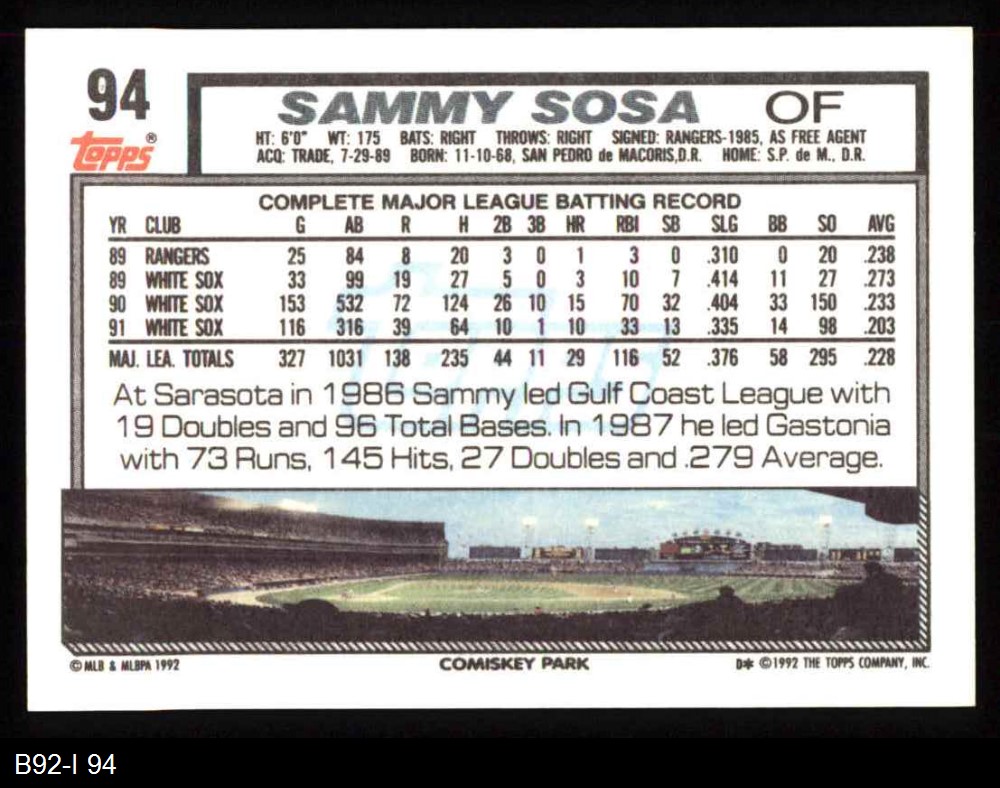 94
Topps®
SAMMY SOSA OF
HT: 6'0" WT: 175 BATS: RIGHT THROWS: RIGHT SIGNED: RANGERS-1985, AS FREE AGENT
ACQ: TRADE, 7-29-89 BORN: 11-10-68, SAN PEDRO de MACORIS,D.R. HOME: S.P. de M., D.R.
COMPLETE MAJOR LEAGUE BATTING RECORD
YR CLUB G AB R H 2B 3B HR RBI SB SLG BB SO AVG
89 RANGERS 25 84 8 20 3 0 1 3 0 .310 0 20 .238
89 WHITE SOX 33 99 19 27 5 0 3 10 7 .414 11 27 .273
90 WHITE SOX 153 532 72 124 26 10 15 70 32 .404 33 150 .233
91 WHITE SOX 116 316 39 64 10 1 10 33 13 .335 14 98 .203
MAJ. LEA. TOTALS 327 1031 138 235 44 11 29 116 52 .376 58 295 .228
At Sarasota in 1986 Sammy led Gulf Coast League with
19 Doubles and 96 Total Bases. In 1987 he led Gastonia
with 73 Runs, 145 Hits, 27 Doubles and .279 Average.
© MLB & MLBPA 1992 COMISKEY PARK D* ©1992 THE TOPPS COMPANY, INC.
B92-I 94